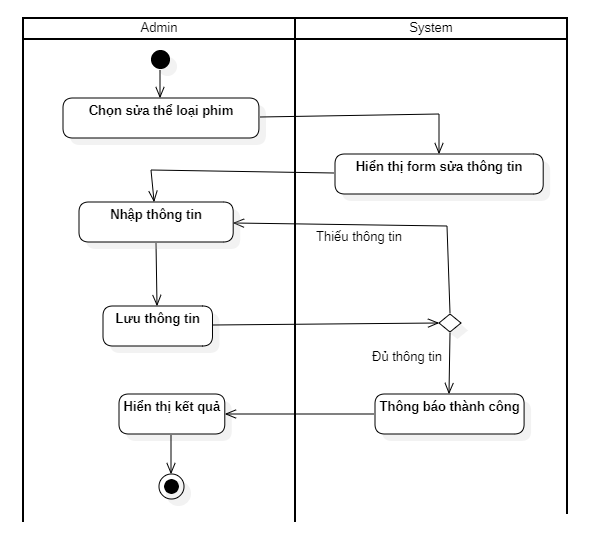 Admin
System
Chọn sửa thể loại phim
Hiển thị form sửa thông tin
Nhập thông tin
Thiếu thông tin
Lưu thông tin
Đủ thông tin
Hiển thị kết quả
Thông báo thành công